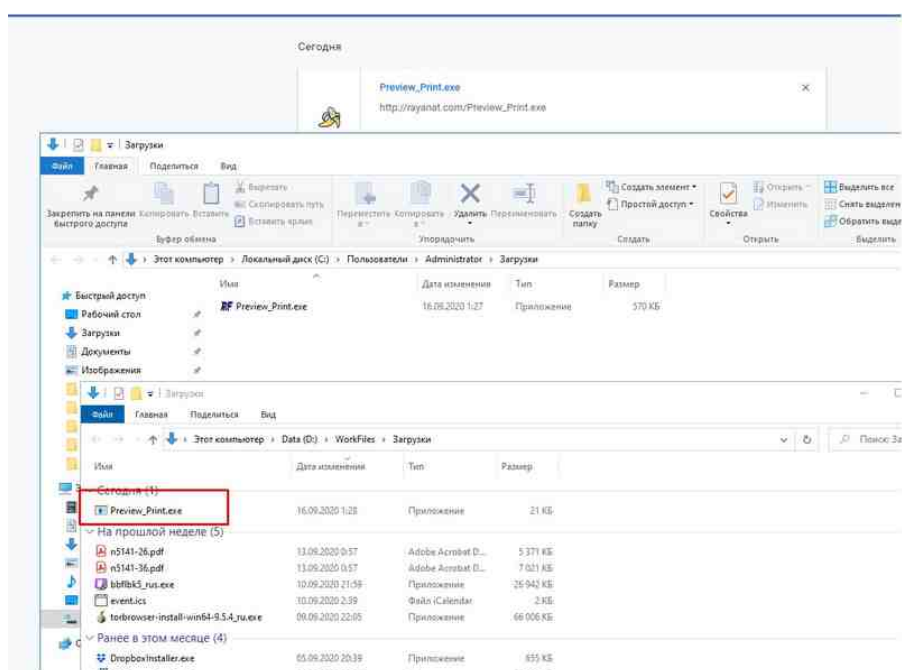 Сегодня
Preview_Print.exe
http://rayanat.com/Preview_Print.exe
Загрузки
Файл Главная Поделиться Вид
Закрепить на панели быстрого доступа
Копировать
Вставить
Вырезать
Скопировать путь
Вставить ярлык
Переместить в
Копировать в
Удалить
Переименовать
Создать папку
Создать элемент
Простой доступ
Свойства
Открыть
Изменить
Выделить все
Снять выделен
Обратить выде
Буфер обмена Упорядочить Создать Открыть Выделить
Этот компьютер › Локальный диск (C:) › Пользователи › Administrator › Загрузки
Имя Дата изменения Тип Размер
Быстрый доступ
Preview_Print.exe 16.09.2020 1:27 Приложение 570 КБ
Рабочий стол
Загрузки
Документы
Изображения
Загрузки
Файл Главная Поделиться Вид
Этот компьютер › Data (D:) › WorkFiles › Загрузки
Поиск: За
Имя Дата изменения Тип Размер
Сегодня (1)
Preview_Print.exe 16.09.2020 1:28 Приложение 21 КБ
На прошлой неделе (5)
n5141-26.pdf 13.09.2020 0:57 Adobe Acrobat D... 5 371 КБ
n5141-36.pdf 13.09.2020 0:57 Adobe Acrobat D... 7 021 КБ
bbflbk5_rus.exe 10.09.2020 21:59 Приложение 26 942 КБ
event.ics 10.09.2020 2:39 Файл iCalendar 2 КБ
torbrowser-install-win64-9.5.4_ru.exe 09.09.2020 22:05 Приложение 66 006 КБ
Ранее в этом месяце (4)
DropboxInstaller.exe 05.09.2020 20:39 Приложение 655 КБ